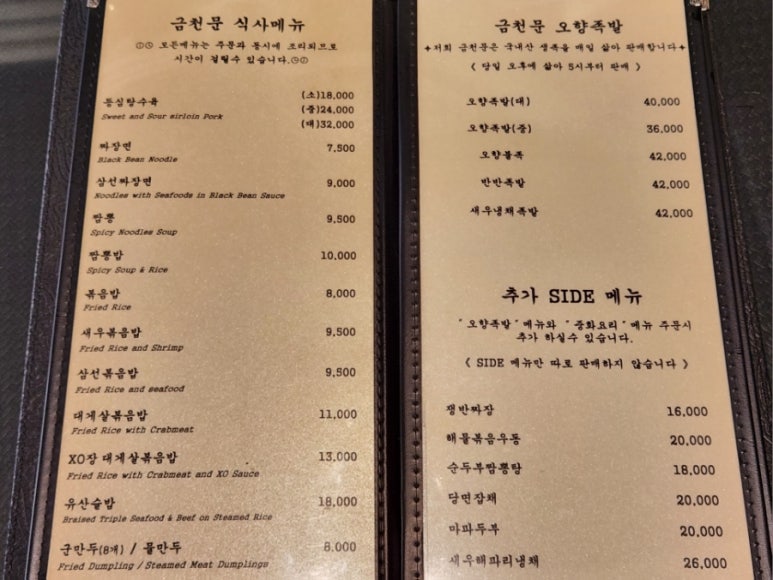 금천문 식사메뉴
모든메뉴는 주문과 동시에 조리되므로
시간이 걸릴수 있습니다.
등심탕수육
Sweet and Sour sirloin Pork
(소)18,000
(중)24,000
(대)32,000
짜장면 7,500
Black Bean Noodle
삼선짜장면 9,000
Noodles with Seafoods in Black Bean Sauce
짬뽕 9,500
Spicy Noodles Soup
짬뽕밥 10,000
Spicy Soup & Rice
볶음밥 8,000
Fried Rice
새우볶음밥 9,500
Fried Rice and Shrimp
삼선볶음밥 9,500
Fried Rice and seafood
대게살볶음밥 11,000
Fried Rice with Crabmeat
XO장 대게살볶음밥 13,000
Fried Rice with Crabmeat and XO Sauce
유산슬밥 18,000
Braised Triple Seafood & Beef on Steamed Rice
군만두(8개) / 물만두 8,000
Fried Dumpling / Steamed Meat Dumplings
금천문 오향족발
✦저희 금천문은 국내산 생족을 매일 삶아 판매합니다✦
《 당일 오후에 삶아 5시부터 판매 》
오향족발(대) 40,000
오향족발(중) 36,000
오향불족 42,000
반반족발 42,000
새우냉채족발 42,000
추가 SIDE 메뉴
"오향족발"메뉴와 "중화요리"메뉴 주문시
추가 하실수 있습니다.
《 SIDE 메뉴만 따로 판매하지 않습니다 》
쟁반짜장 16,000
해물볶음우동 20,000
순두부짬뽕탕 18,000
당면잡채 20,000
마파두부 20,000
새우해파리냉채 26,000